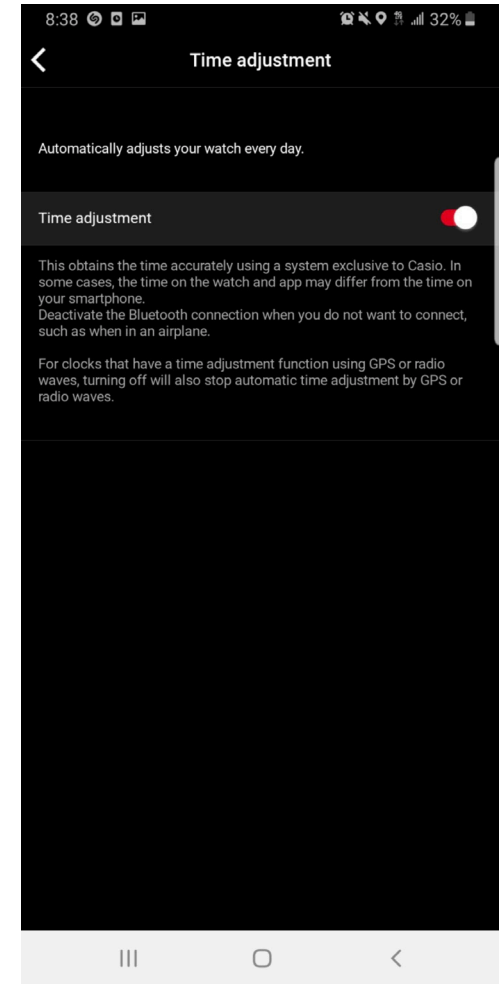 8:38 32%
Time adjustment
Automatically adjusts your watch every day.
Time adjustment
This obtains the time accurately using a system exclusive to Casio. In
some cases, the time on the watch and app may differ from the time on
your smartphone.
Deactivate the Bluetooth connection when you do not want to connect,
such as when in an airplane.
For clocks that have a time adjustment function using GPS or radio
waves, turning off will also stop automatic time adjustment by GPS or
radio waves.